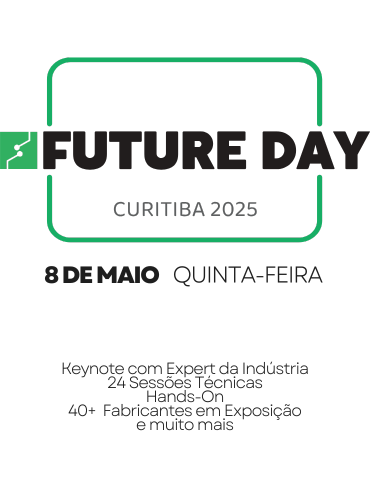 FUTURE DAY
CURITIBA 2025
8 DE MAIO QUINTA-FEIRA
Keynote com Expert da Indústria
24 Sessões Técnicas
Hands-On
40+ Fabricantes em Exposição
e muito mais